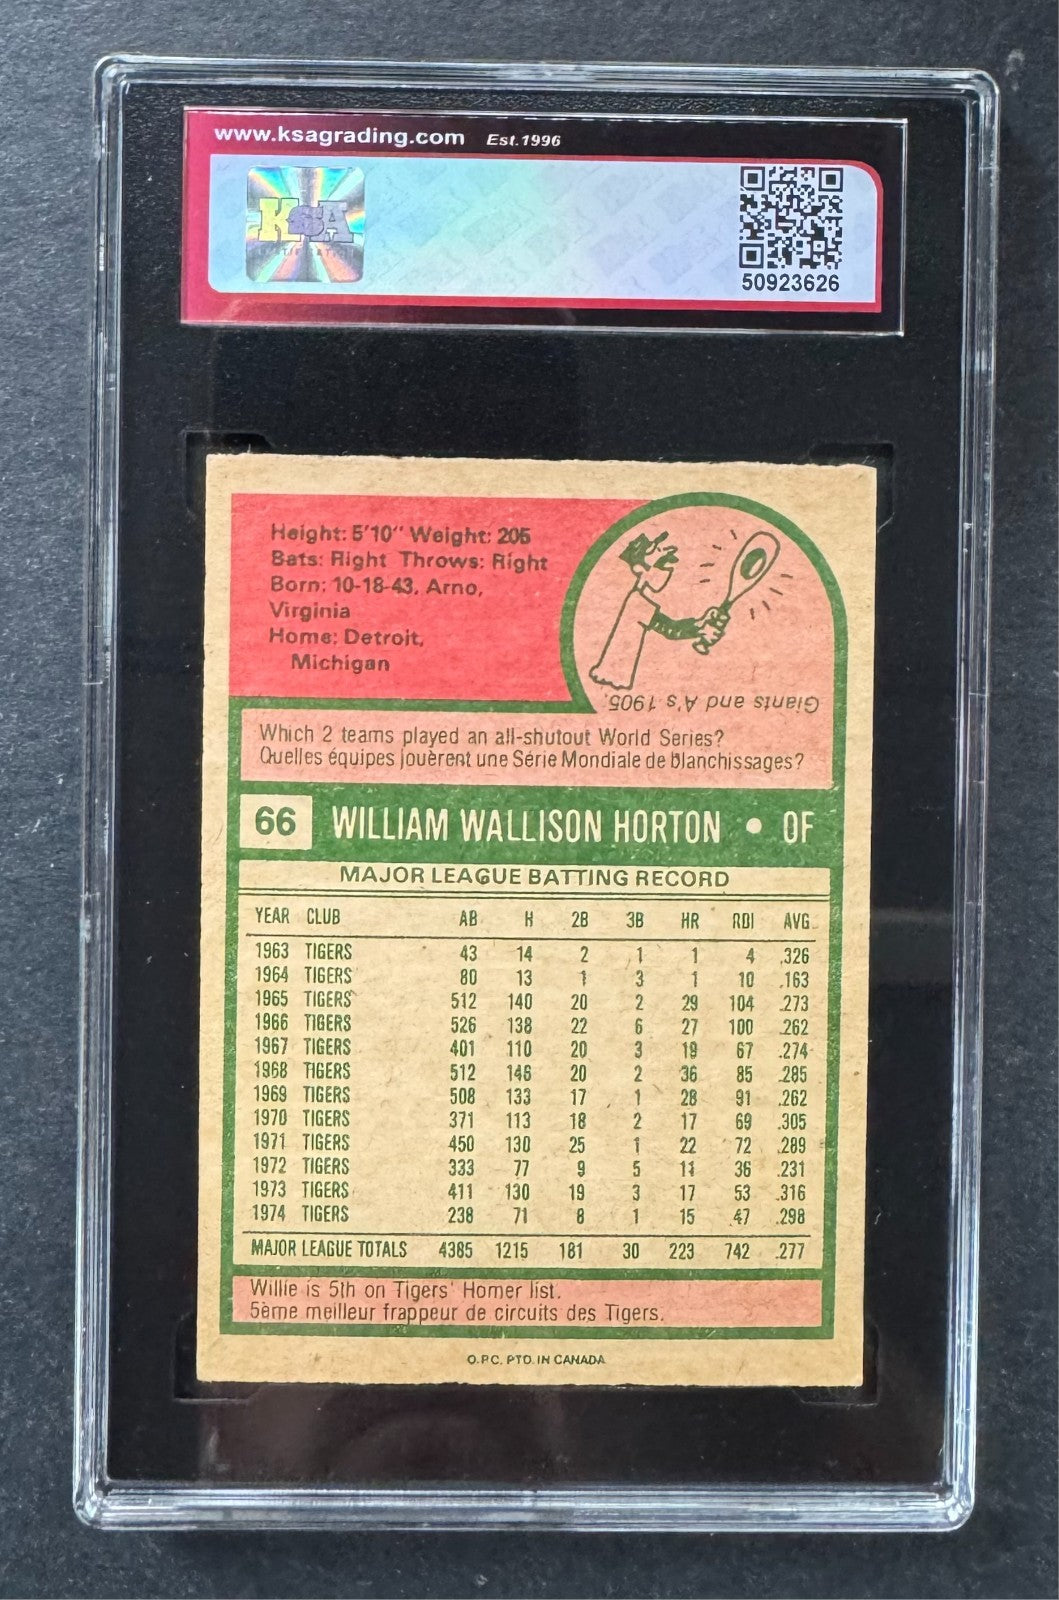 www.ksagrading.com Est.1996
KSA
50923626
Height: 5'10" Weight: 205
Bats: Right Throws: Right
Born: 10-18-43, Arno,
Virginia
Home: Detroit,
Michigan
Giants and A's 1905.
Which 2 teams played an all-shutout World Series?
Quelles équipes jouèrent une Série Mondiale de blanchissages?
66 WILLIAM WALLISON HORTON • OF
MAJOR LEAGUE BATTING RECORD
YEAR CLUB AB H 2B 3B HR RBI AVG.
1963 TIGERS 43 14 2 1 1 4 .326
1964 TIGERS 80 13 1 3 1 10 .163
1965 TIGERS 512 140 20 2 29 104 .273
1966 TIGERS 526 138 22 6 27 100 .262
1967 TIGERS 401 110 20 3 19 67 .274
1968 TIGERS 512 146 20 2 36 85 .285
1969 TIGERS 508 133 17 1 28 91 .262
1970 TIGERS 371 113 18 2 17 69 .305
1971 TIGERS 450 130 25 1 22 72 .289
1972 TIGERS 333 77 9 5 11 36 .231
1973 TIGERS 411 130 19 3 17 53 .316
1974 TIGERS 238 71 8 1 15 47 .298
MAJOR LEAGUE TOTALS 4385 1215 181 30 223 742 .277
Willie is 5th on Tigers' Homer list.
5ème meilleur frappeur de circuits des Tigers.
O.P.C. PTD. IN CANADA